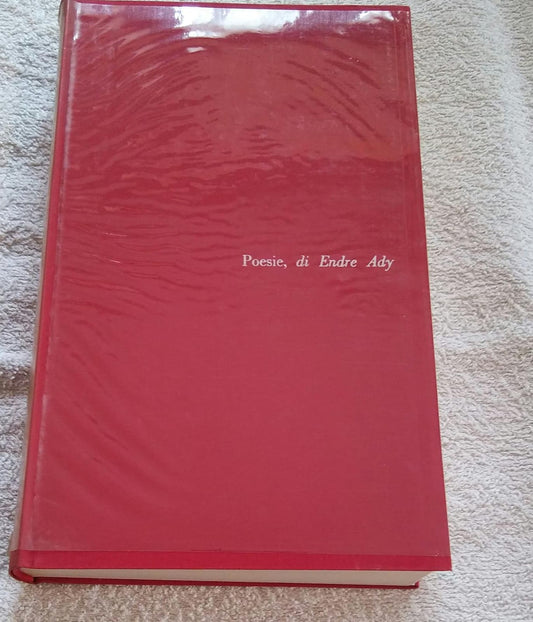 Poesie, di Endre Ady